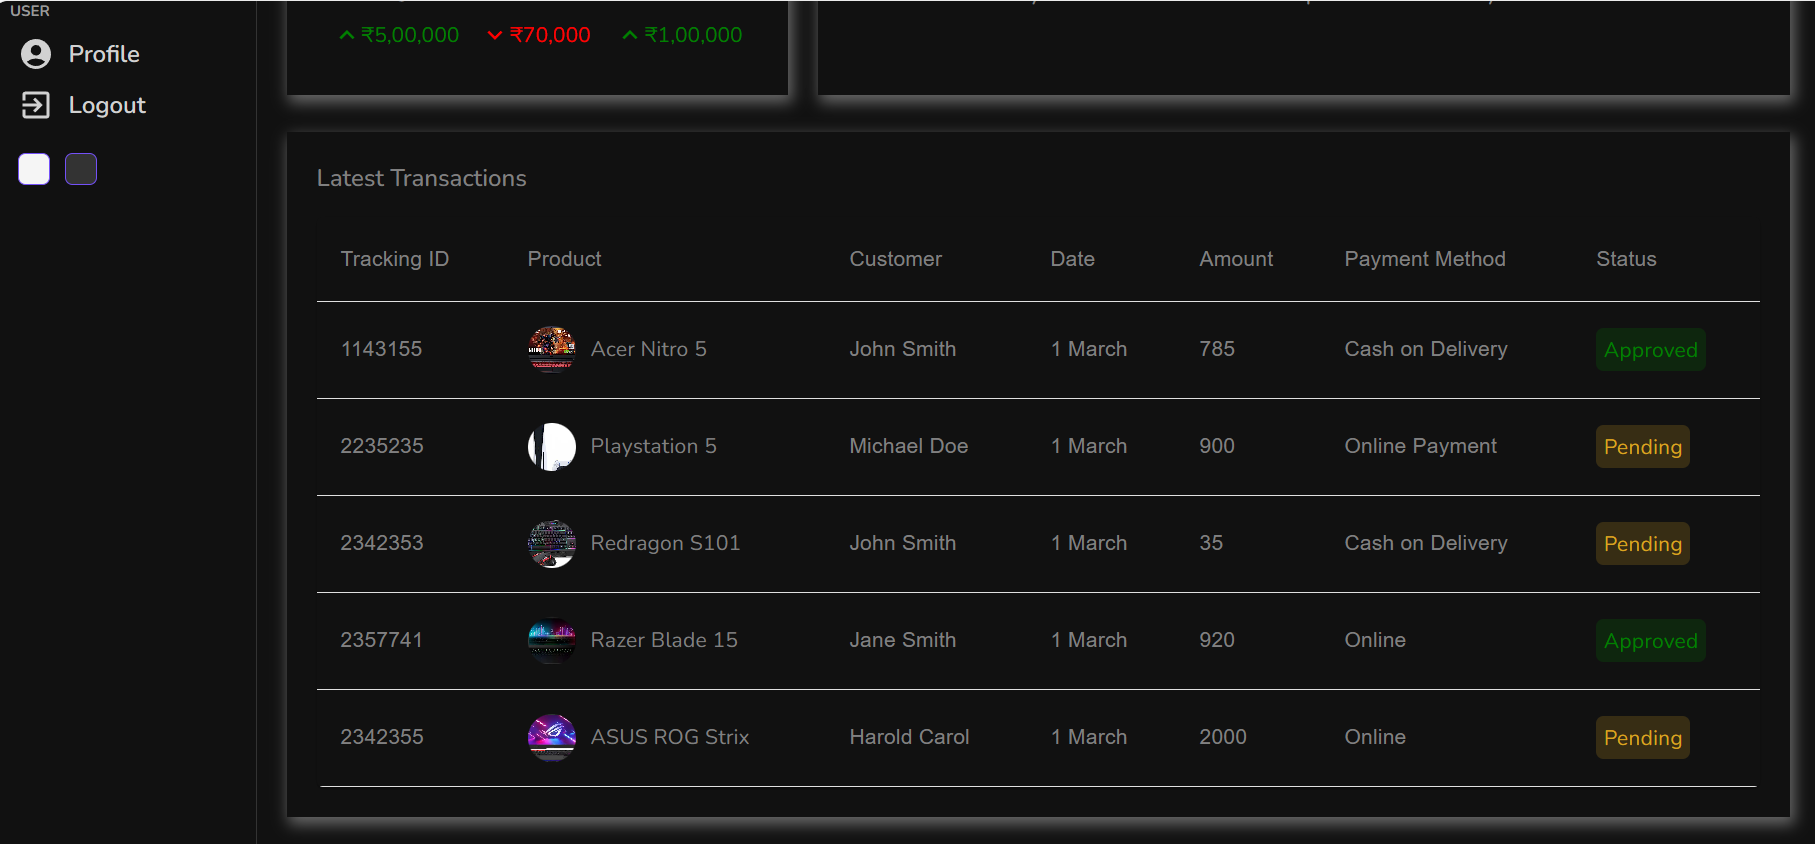 USER
Profile
Logout
₹5,00,000 ₹70,000 ₹1,00,000
Latest Transactions
Tracking ID Product Customer Date Amount Payment Method Status
1143155 Acer Nitro 5 John Smith 1 March 785 Cash on Delivery Approved
2235235 Playstation 5 Michael Doe 1 March 900 Online Payment Pending
2342353 Redragon S101 John Smith 1 March 35 Cash on Delivery Pending
2357741 Razer Blade 15 Jane Smith 1 March 920 Online Approved
2342355 ASUS ROG Strix Harold Carol 1 March 2000 Online Pending